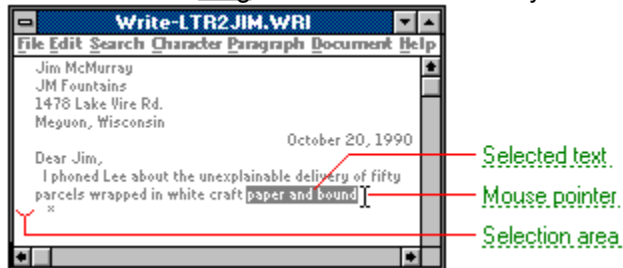 Write-LTR2JIM.WRI
File Edit Search Character Paragraph Document Help
Jim McMurray
JM Fountains
1478 Lake Vire Rd.
Meguon, Wisconsin
October 20, 1990
Dear Jim,
I phoned Lee about the unexplainable delivery of fifty
parcels wrapped in white craft paper and bound
Selected text
Mouse pointer
Selection area